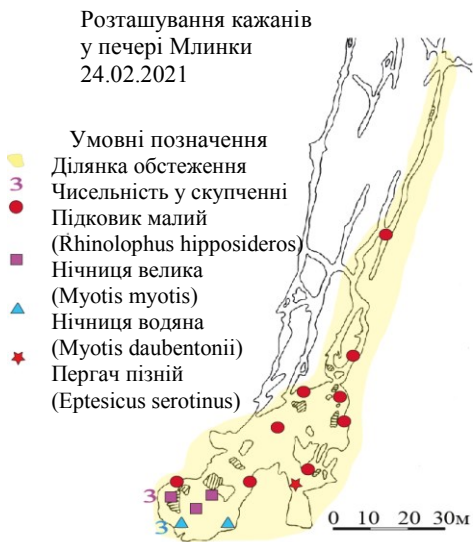 Розташування кажанів
у печері Млинки
24.02.2021
Умовні позначення
Ділянка обстеження
3 Чисельність у скупченні
Підковик малий
(Rhinolophus hipposideros)
Нічниця велика
(Myotis myotis)
Нічниця водяна
(Myotis daubentonii)
Пергач пізній
(Eptesicus serotinus)
3
3
0 10 20 30м